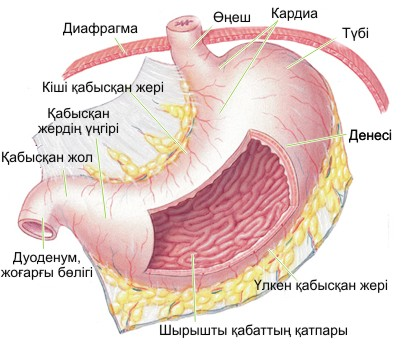 Диафрагма
Өңеш
Кардиа
Түбі
Кіші қабысқан жері
Қабысқан
жердің үңгірі
Қабысқан жол
Денесі
Дуоденум,
жоғарғы бөлігі
Үлкен қабысқан жері
Шырышты қабаттың қатпары